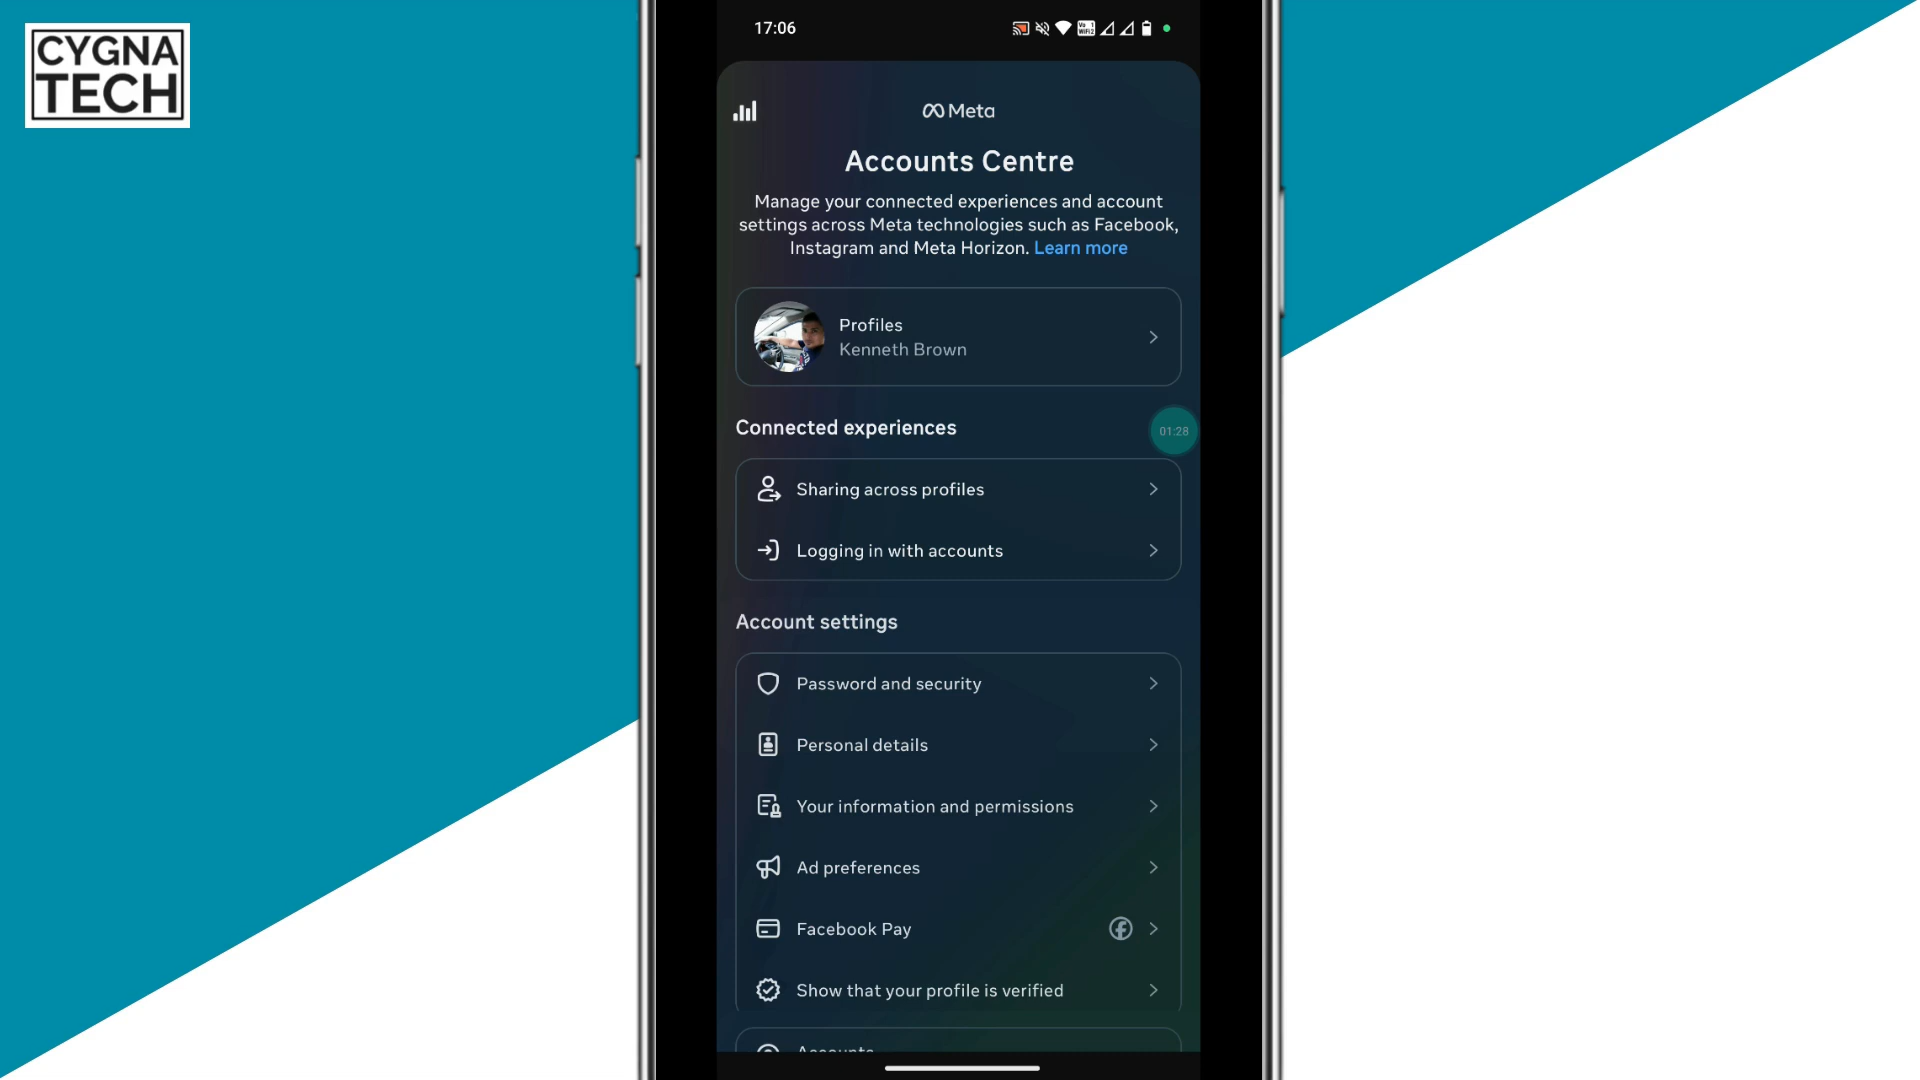 CYGNA
TECH
17:06
Vo 1
WiFi2
Meta
Accounts Centre
Manage your connected experiences and account
settings across Meta technologies such as Facebook,
Instagram and Meta Horizon. Learn more
Profiles
Kenneth Brown
Connected experiences
01:28
Sharing across profiles
Logging in with accounts
Account settings
Password and security
Personal details
Your information and permissions
Ad preferences
Facebook Pay
Show that your profile is verified
Accounts